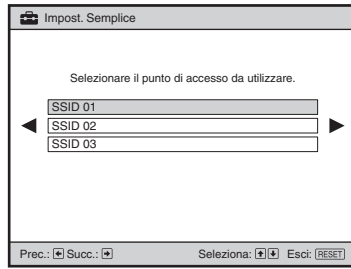 Impost. Semplice
Selezionare il punto di accesso da utilizzare.
SSID 01
SSID 02
SSID 03
Prec.: Succ.: Seleziona: Esci: RESET